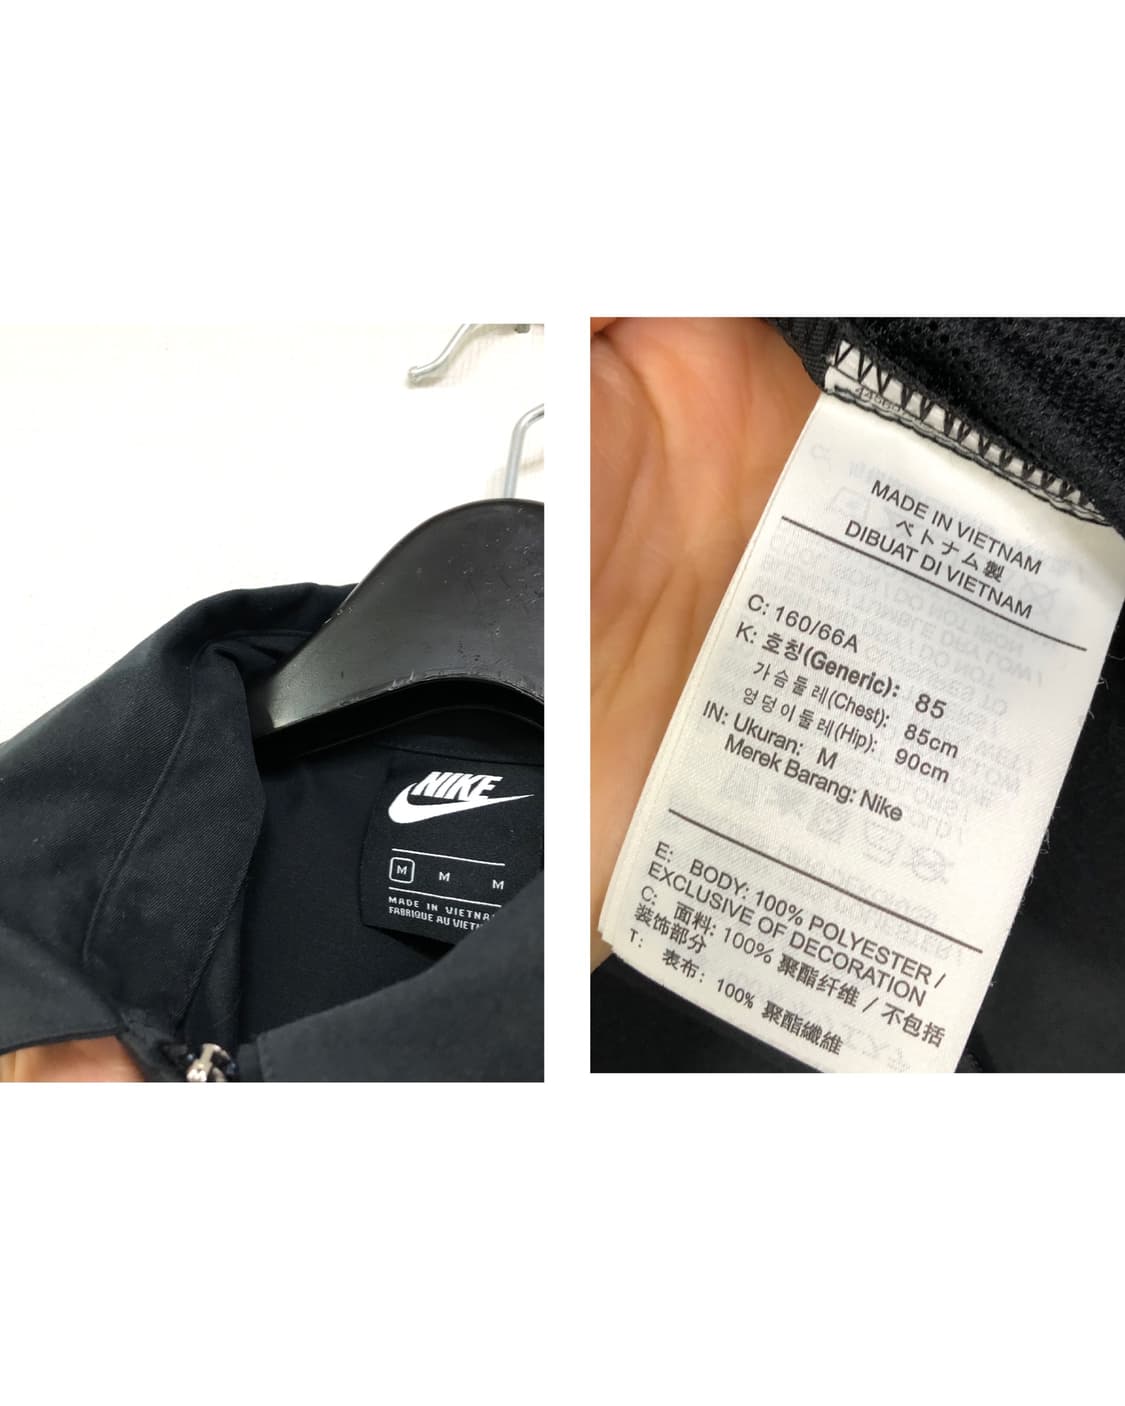 NIKE
M M M
MADE IN
FABRIQUE AU
MADE IN VIETNAM
ベトナム製
DIBUAT DI VIETNAM
C: 160/66A
K: 호칭(Generic): 85
가슴둘레(Chest): 85cm
엉덩이둘레(Hip): 90cm
IN: Ukuran: M
Merek Barang: Nike
E: BODY: 100% POLYESTER /
EXCLUSIVE OF DECORATION
C: 面料: 100% 聚酯纤维 / 不包括
装饰部分
T: 表布: 100% 聚酯纖維